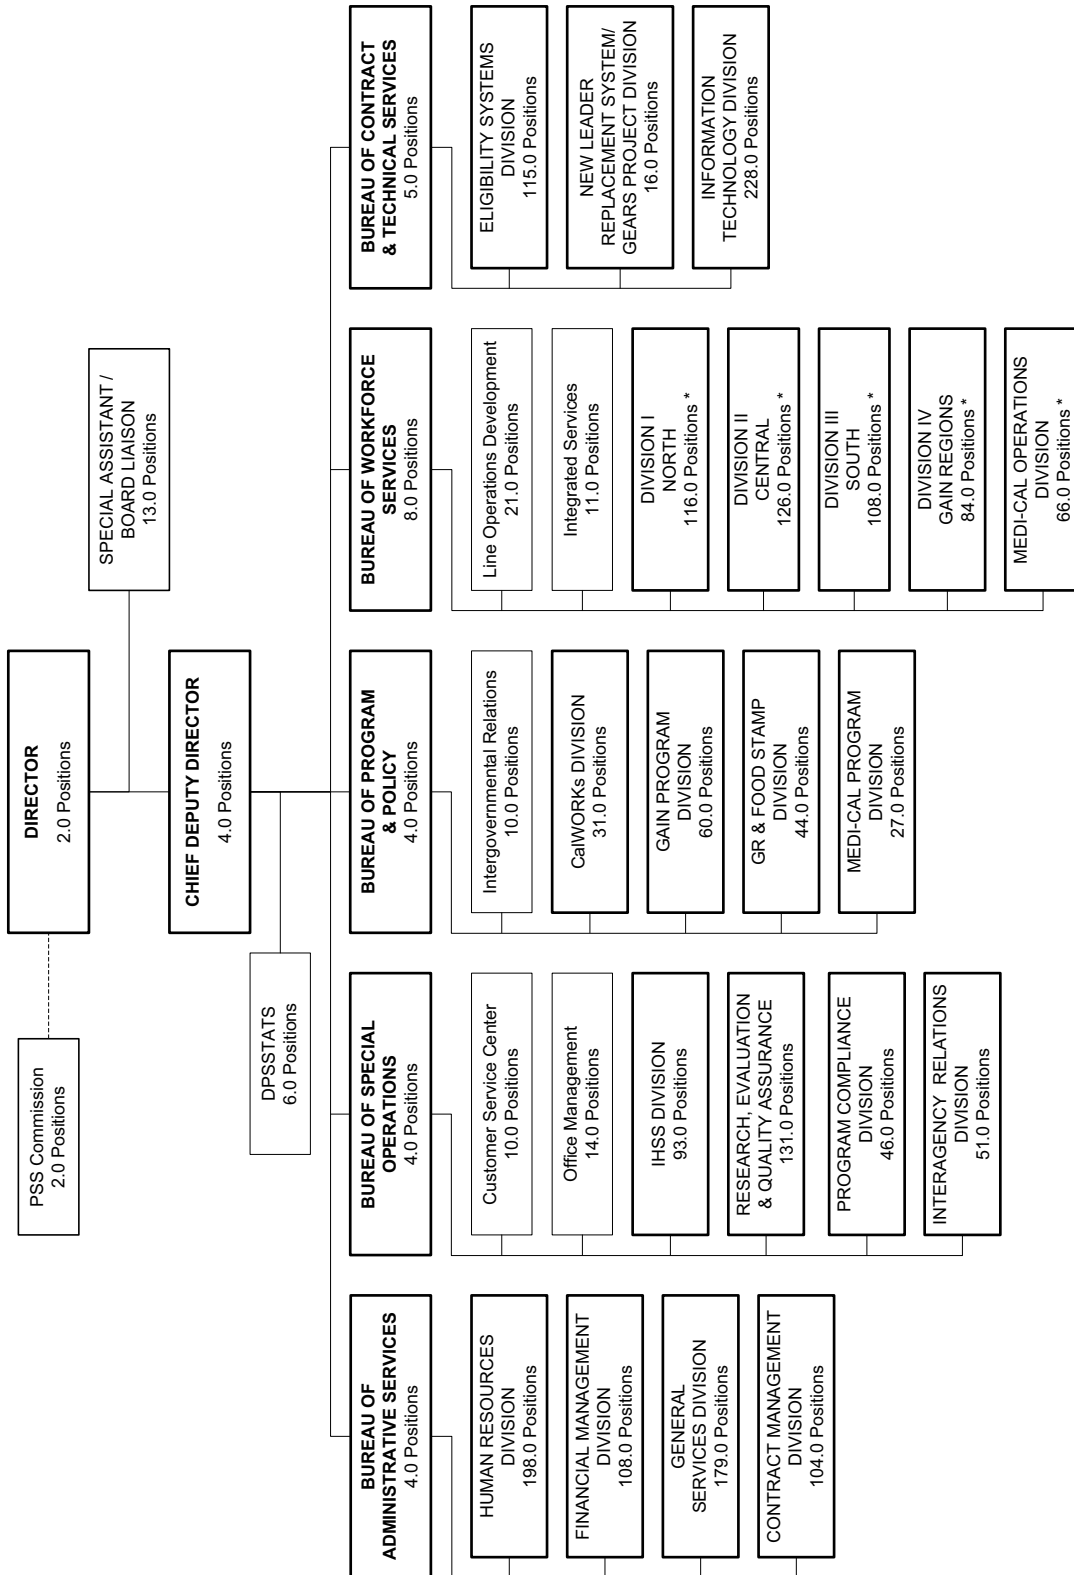 DIRECTOR
2.0 Positions
PSS Commission
2.0 Positions
SPECIAL ASSISTANT /
BOARD LIAISON
13.0 Positions
CHIEF DEPUTY DIRECTOR
4.0 Positions
DPSSTATS
6.0 Positions
BUREAU OF
ADMINISTRATIVE SERVICES
4.0 Positions
HUMAN RESOURCES
DIVISION
198.0 Positions
FINANCIAL MANAGEMENT
DIVISION
108.0 Positions
GENERAL
SERVICES DIVISION
179.0 Positions
CONTRACT MANAGEMENT
DIVISION
104.0 Positions
BUREAU OF SPECIAL
OPERATIONS
4.0 Positions
Customer Service Center
10.0 Positions
Office Management
14.0 Positions
IHSS DIVISION
93.0 Positions
RESEARCH, EVALUATION
& QUALITY ASSURANCE
131.0 Positions
PROGRAM COMPLIANCE
DIVISION
46.0 Positions
INTERAGENCY RELATIONS
DIVISION
51.0 Positions
BUREAU OF PROGRAM
& POLICY
4.0 Positions
Intergovernmental Relations
10.0 Positions
CalWORKs DIVISION
31.0 Positions
GAIN PROGRAM
DIVISION
60.0 Positions
GR & FOOD STAMP
DIVISION
44.0 Positions
MEDI-CAL PROGRAM
DIVISION
27.0 Positions
BUREAU OF WORKFORCE
SERVICES
8.0 Positions
Line Operations Development
21.0 Positions
Integrated Services
11.0 Positions
DIVISION I
NORTH
116.0 Positions *
DIVISION II
CENTRAL
126.0 Positions *
DIVISION III
SOUTH
108.0 Positions *
DIVISION IV
GAIN REGIONS
84.0 Positions *
MEDI-CAL OPERATIONS
DIVISION
66.0 Positions *
BUREAU OF CONTRACT
& TECHNICAL SERVICES
5.0 Positions
ELIGIBILITY SYSTEMS
DIVISION
115.0 Positions
NEW LEADER
REPLACEMENT SYSTEM/
GEARS PROJECT DIVISION
16.0 Positions
INFORMATION
TECHNOLOGY DIVISION
228.0 Positions